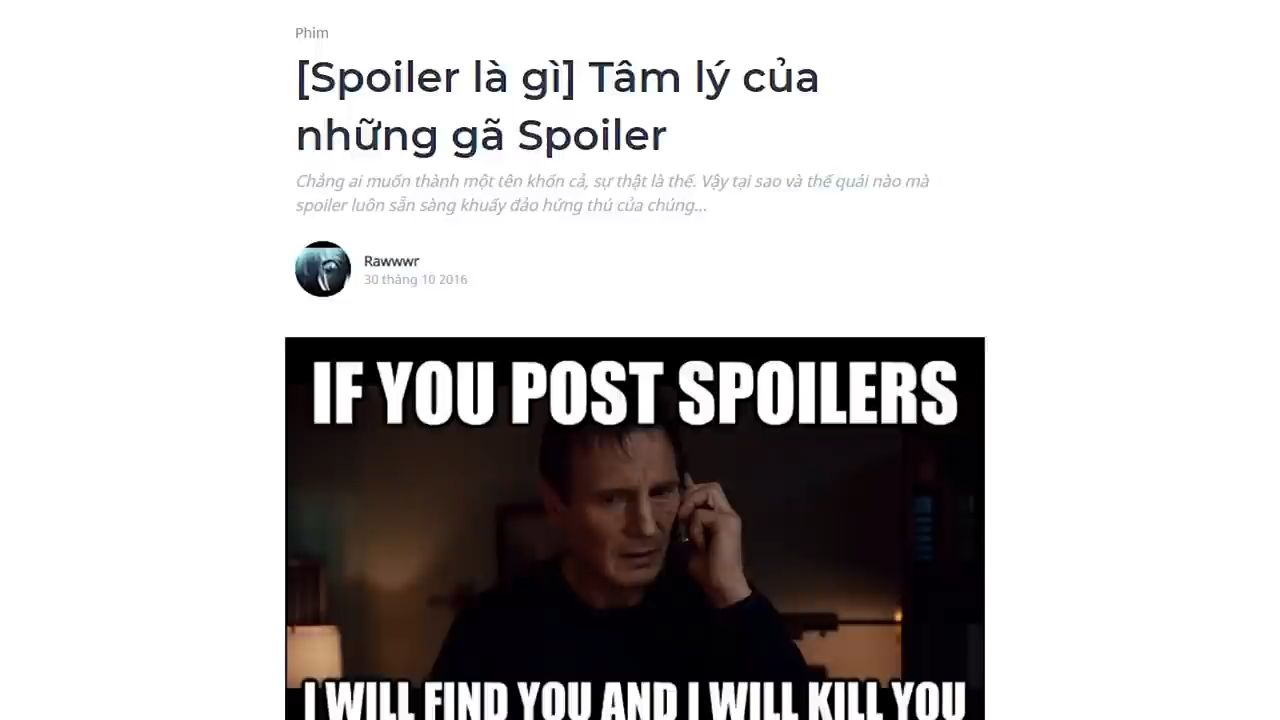 Phim
[Spoiler là gì] Tâm lý của
những gã Spoiler
Chẳng ai muốn thành một tên khốn cả, sự thật là thế. Vậy tại sao và thế quái nào mà
spoiler luôn sẵn sàng khuấy đảo hứng thú của chúng...
Rawwwr
30 tháng 10 2016
IF YOU POST SPOILERS
I WILL FIND YOU AND I WILL KILL YOU